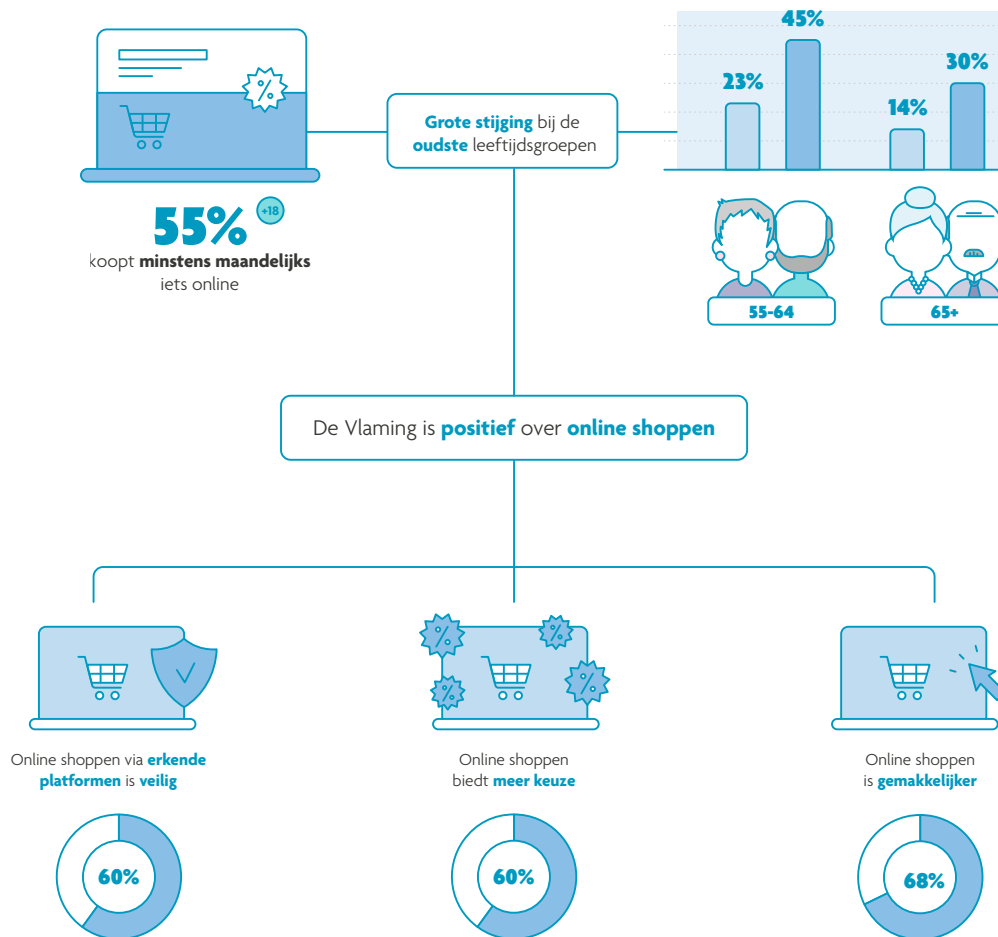 45%
30%
23%
14%
Grote stijging bij de
oudste leeftijdsgroepen
55% +18
koopt minstens maandelijks
iets online
55-64
65+
De Vlaming is positief over online shoppen
%
%
%
%
%
Online shoppen via erkende
platformen is veilig
Online shoppen
biedt meer keuze
Online shoppen
is gemakkelijker
60%
60%
68%